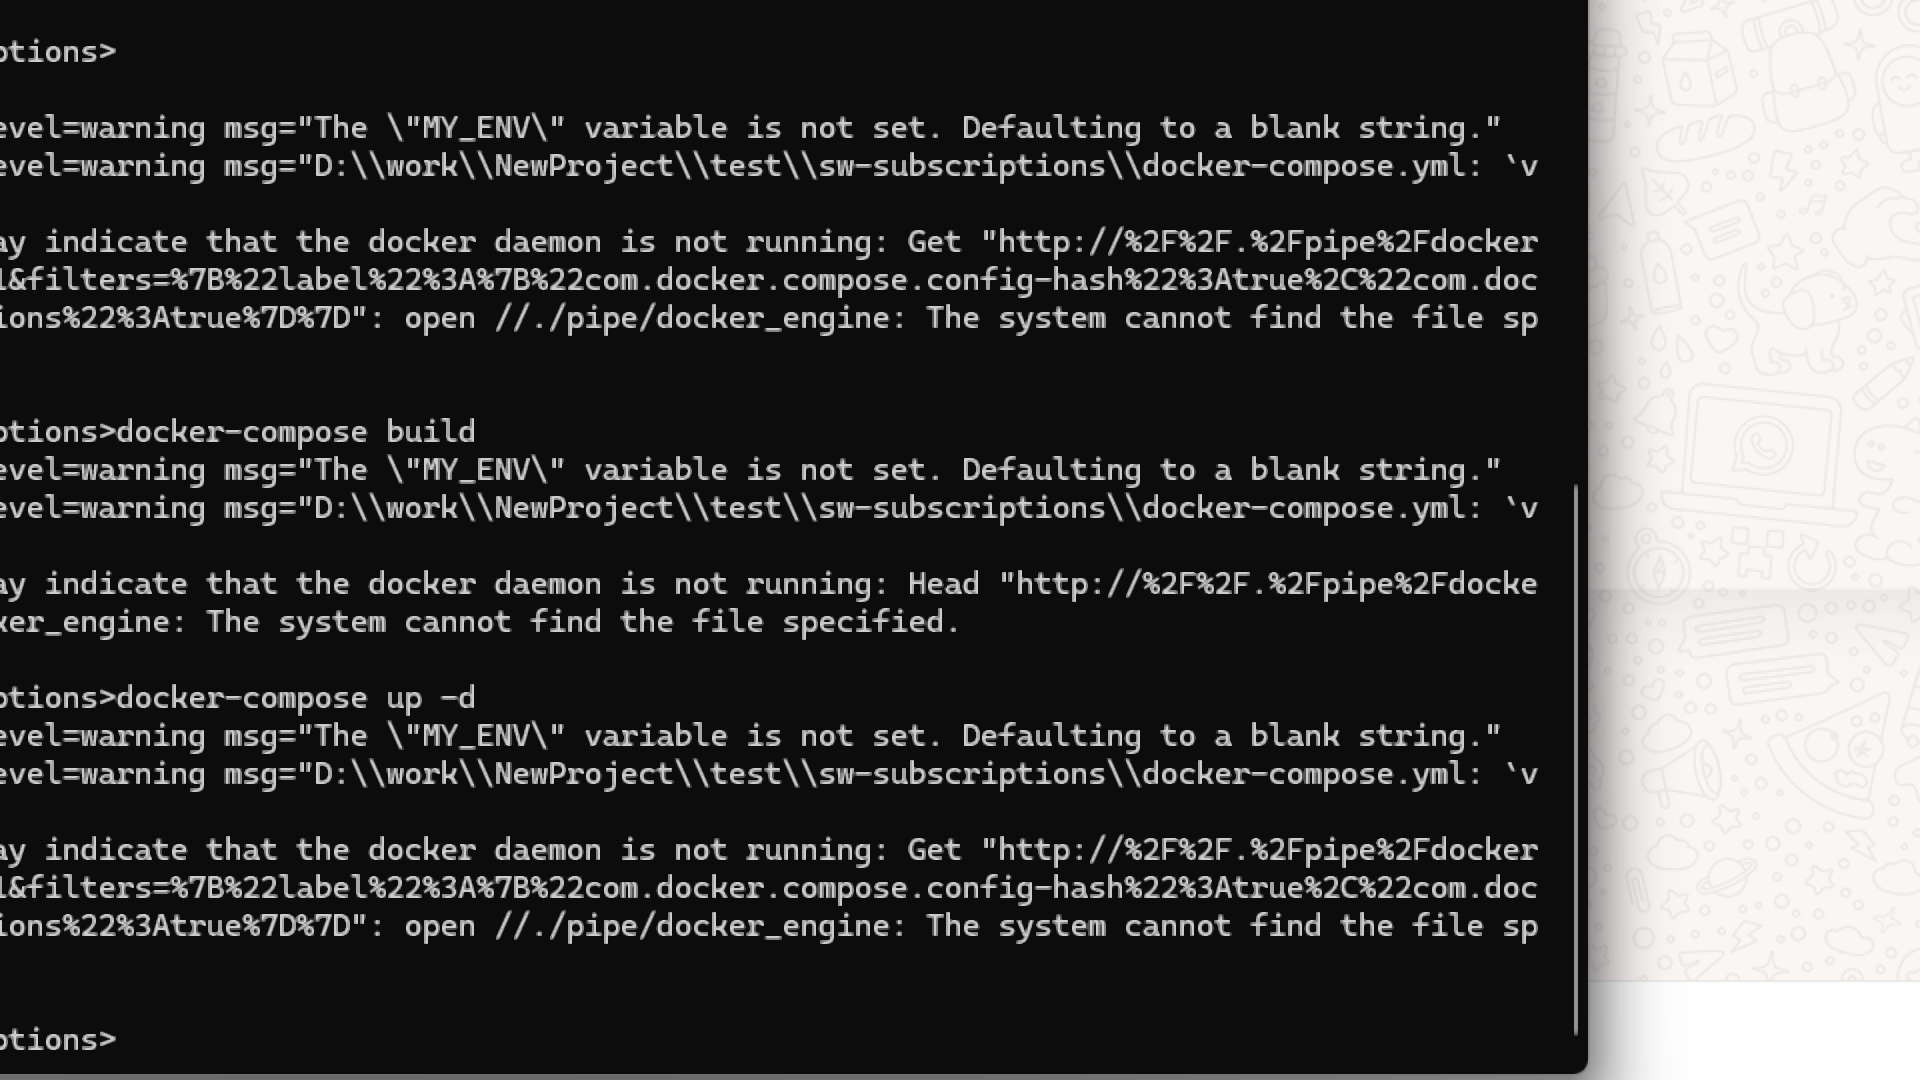 ptions>
evel=warning msg="The \"MY_ENV\" variable is not set. Defaulting to a blank string."
evel=warning msg="D:\\work\\NewProject\\test\\sw-subscriptions\\docker-compose.yml: `v
ay indicate that the docker daemon is not running: Get "http://%2F%2F.%2Fpipe%2Fdocker
1&filters=%7B%22label%22%3A%7B%22com.docker.compose.config-hash%22%3Atrue%2C%22com.doc
ions%22%3Atrue%7D%7D": open //./pipe/docker_engine: The system cannot find the file sp
ptions>docker-compose build
evel=warning msg="The \"MY_ENV\" variable is not set. Defaulting to a blank string."
evel=warning msg="D:\\work\\NewProject\\test\\sw-subscriptions\\docker-compose.yml: `v
ay indicate that the docker daemon is not running: Head "http://%2F%2F.%2Fpipe%2Fdocke
ker_engine: The system cannot find the file specified.
ptions>docker-compose up -d
evel=warning msg="The \"MY_ENV\" variable is not set. Defaulting to a blank string."
evel=warning msg="D:\\work\\NewProject\\test\\sw-subscriptions\\docker-compose.yml: `v
ay indicate that the docker daemon is not running: Get "http://%2F%2F.%2Fpipe%2Fdocker
1&filters=%7B%22label%22%3A%7B%22com.docker.compose.config-hash%22%3Atrue%2C%22com.doc
ions%22%3Atrue%7D%7D": open //./pipe/docker_engine: The system cannot find the file sp
ptions>